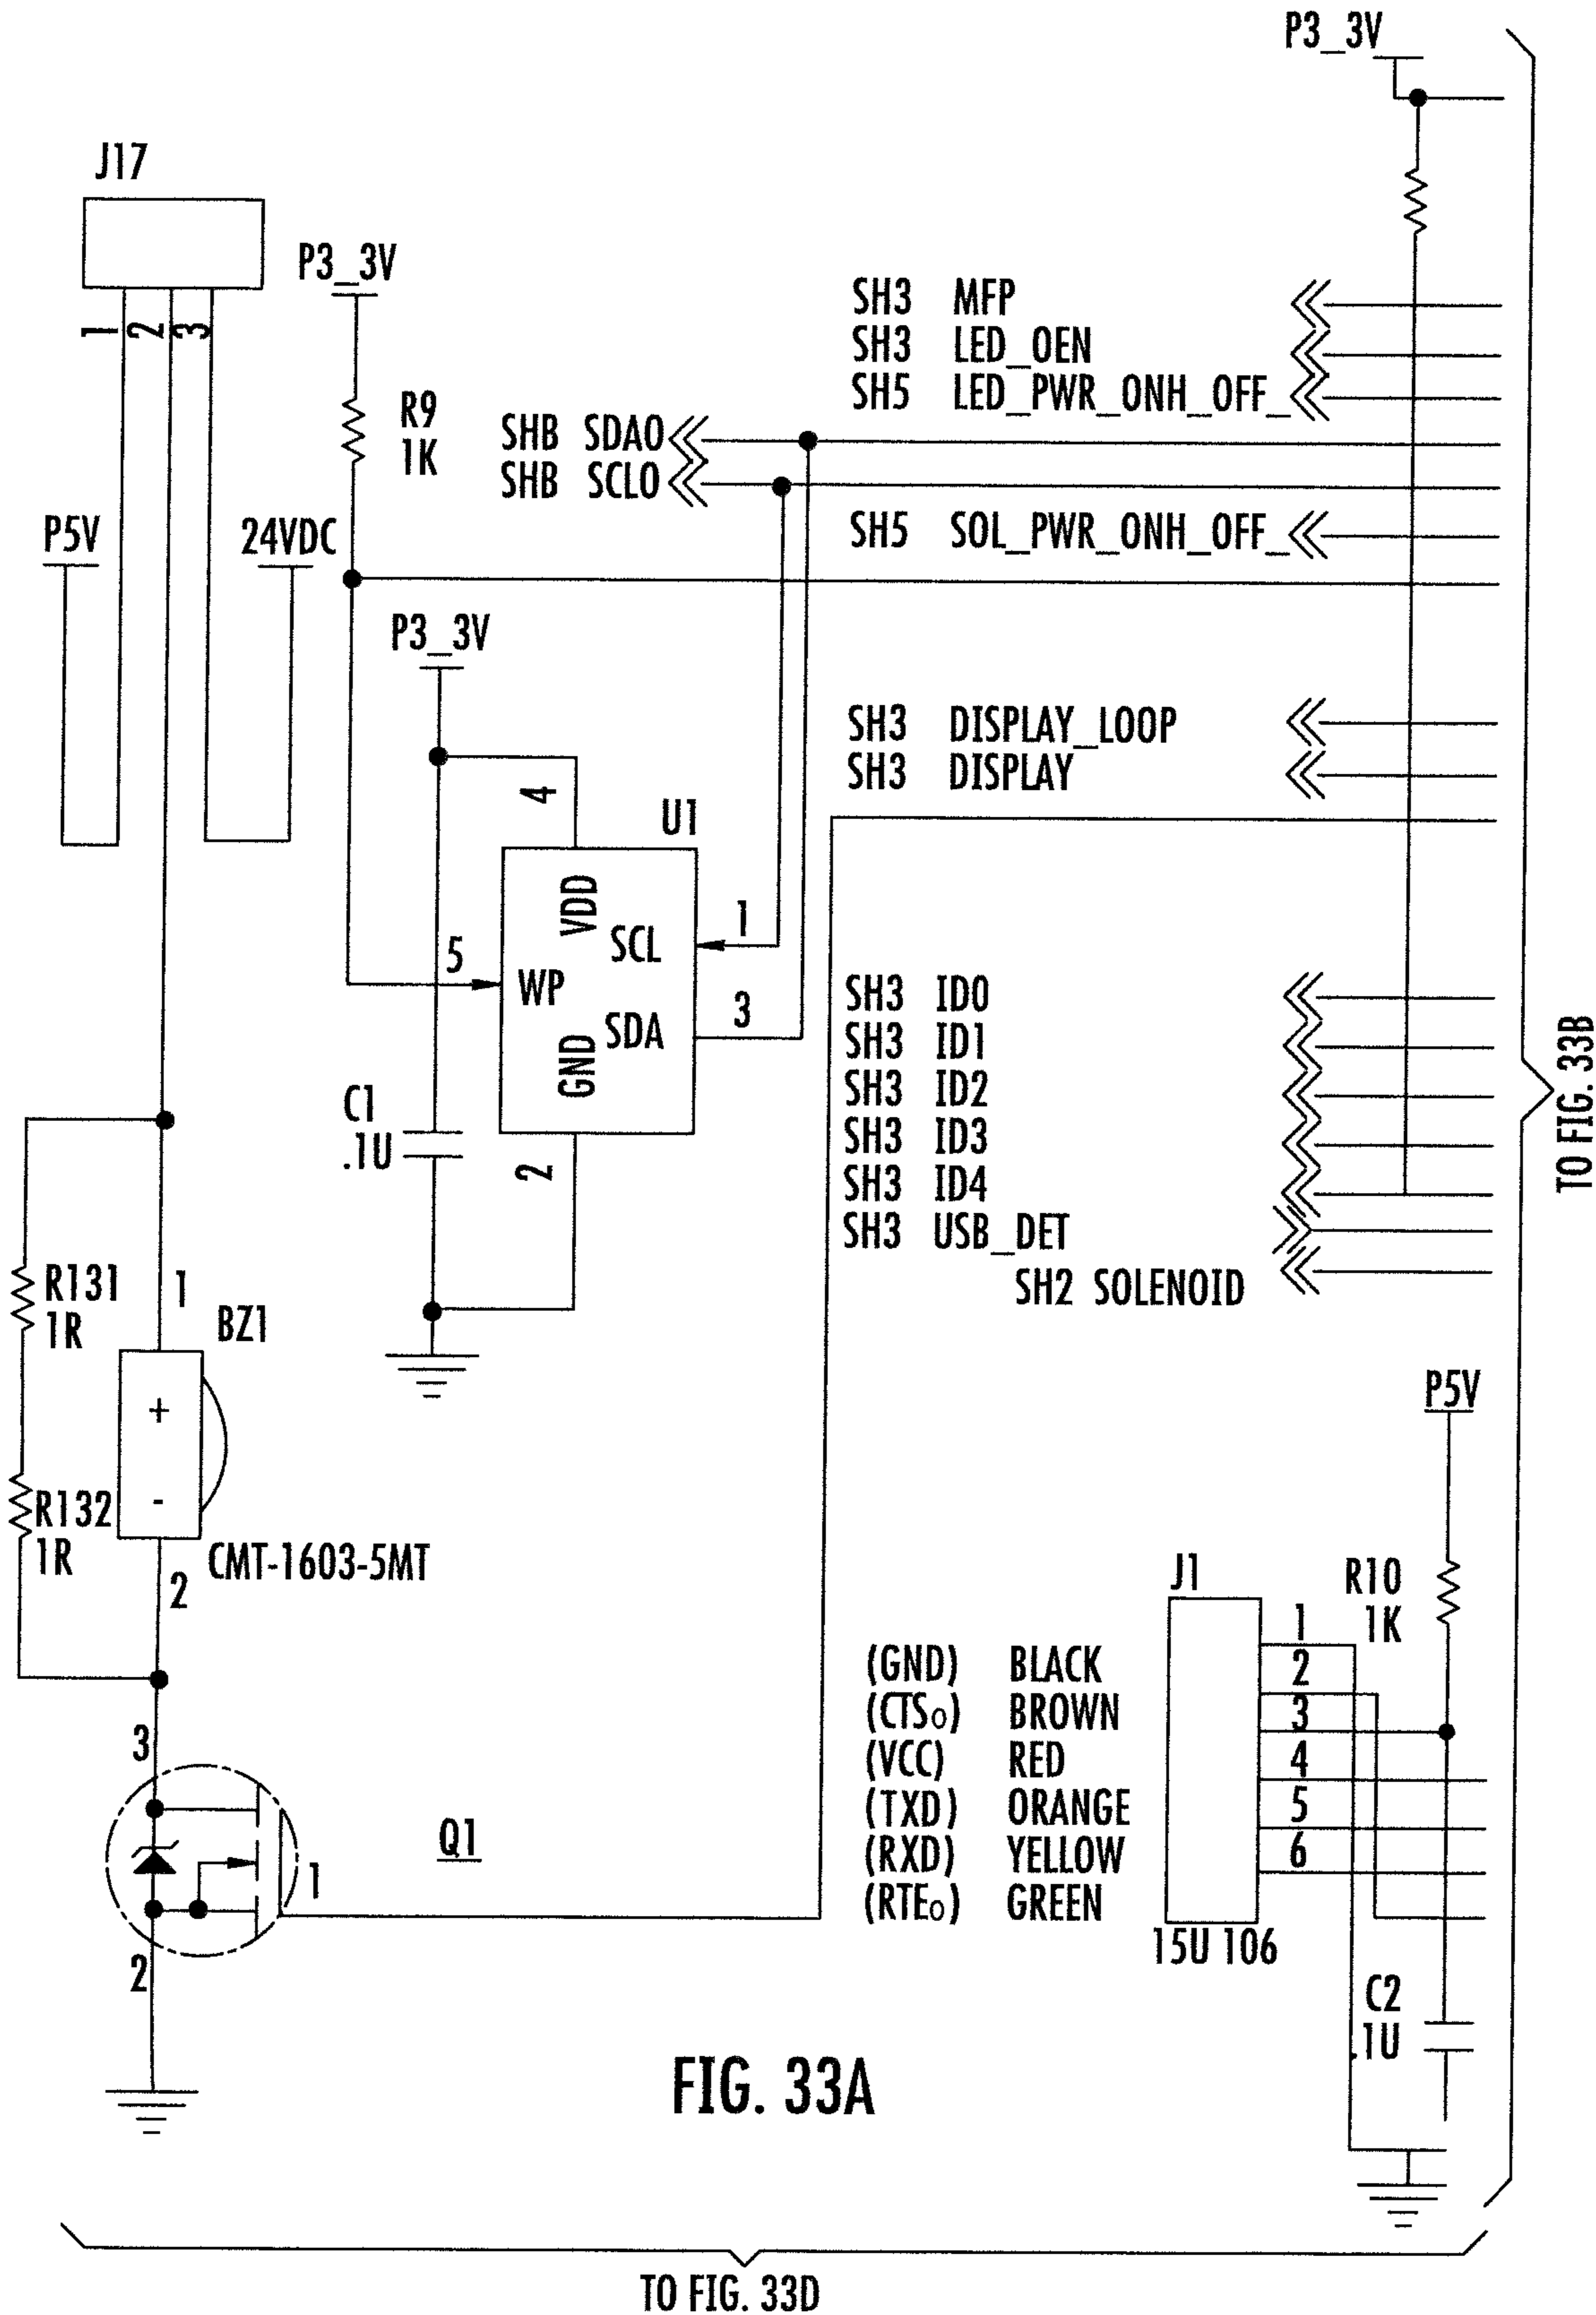 P3_3V
J17
1
2
3
P3_3V
R9
1K
SH3 MFP
SH3 LED_OEN
SH5 LED_PWR_ONH_OFF_
SHB SDA0
SHB SCL0
SH5 SOL_PWR_ONH_OFF_
P5V
24VDC
P3_3V
SH3 DISPLAY_LOOP
SH3 DISPLAY
4
U1
VDD
SCL
1
5
WP
SDA
3
GND
2
C1
.1U
SH3 ID0
SH3 ID1
SH3 ID2
SH3 ID3
SH3 ID4
SH3 USB_DET
SH2 SOLENOID
TO FIG. 33B
R131
1R
1
BZ1
+
-
R132
1R
CMT-1603-5MT
2
P5V
R10
1K
J1
1
2
3
4
5
6
(GND) BLACK
(CTSo) BROWN
(VCC) RED
(TXD) ORANGE
(RXD) YELLOW
(RTEo) GREEN
15U 106
3
Q1
1
2
C2
.1U
FIG. 33A
TO FIG. 33D